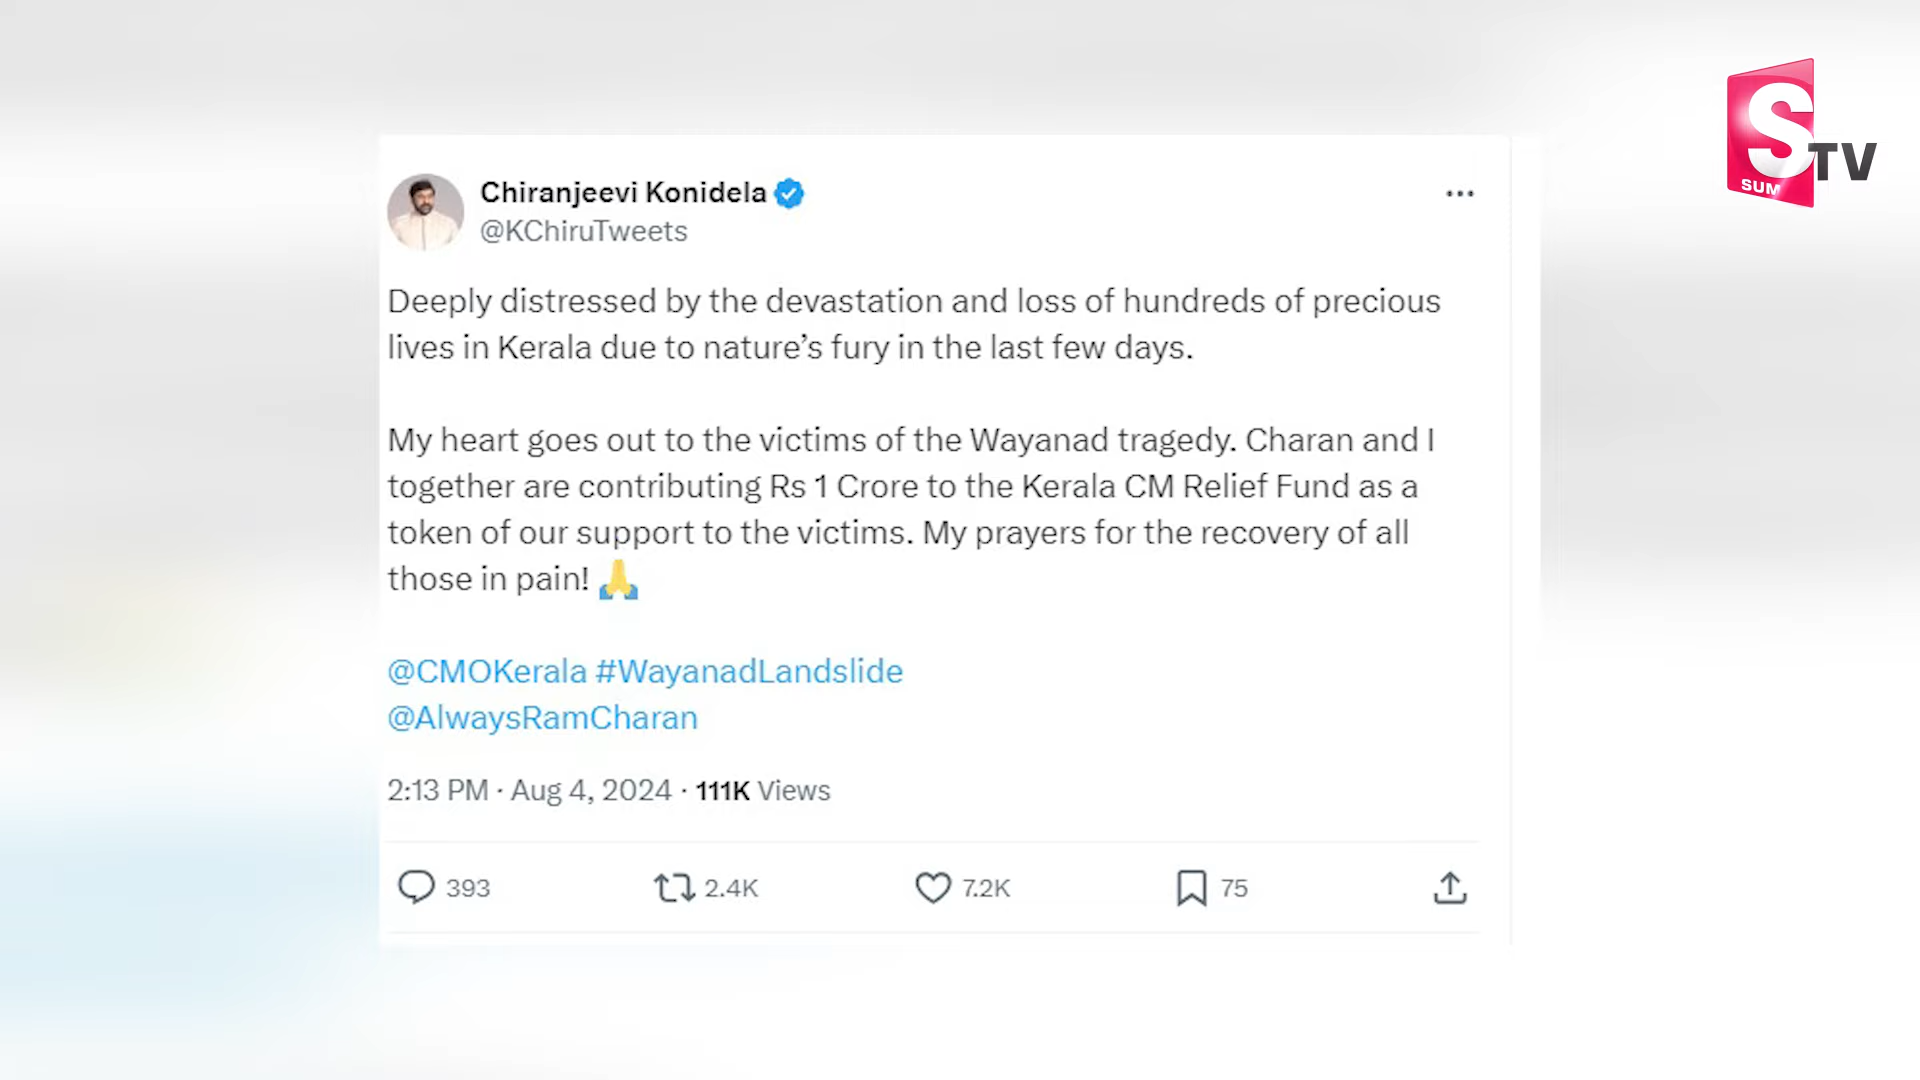 S TV
SUM
Chiranjeevi Konidela
@KChiruTweets
Deeply distressed by the devastation and loss of hundreds of precious
lives in Kerala due to nature’s fury in the last few days.
My heart goes out to the victims of the Wayanad tragedy. Charan and I
together are contributing Rs 1 Crore to the Kerala CM Relief Fund as a
token of our support to the victims. My prayers for the recovery of all
those in pain! 🙏
@CMOKerala #WayanadLandslide
@AlwaysRamCharan
2:13 PM · Aug 4, 2024 · 111K Views
393 2.4K 7.2K 75